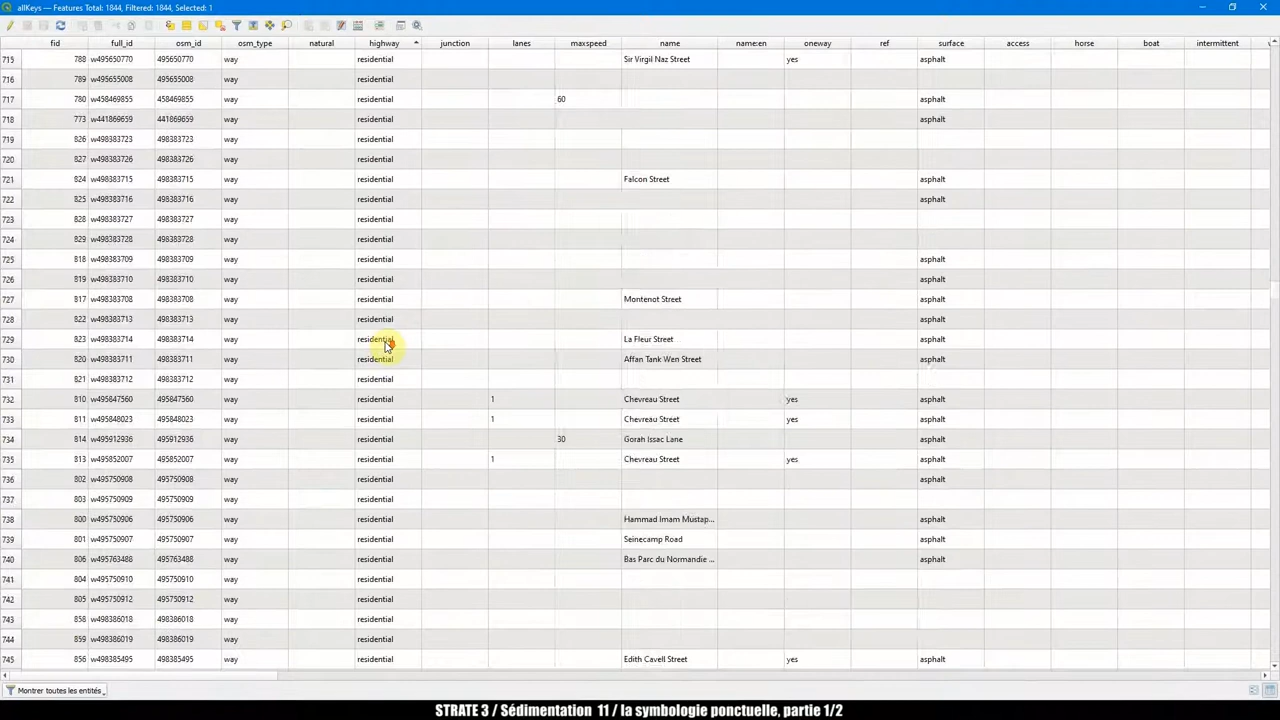 allKeys — Features Total: 1844, Filtered: 1844, Selected: 1
fid full_id osm_id osm_type natural highway junction lanes maxspeed name name:en oneway ref surface access horse boat intermittent
715 788 w495650770 495650770 way residential Sir Virgil Naz Street yes asphalt
716 789 w495655008 495655008 way residential
717 780 w458469855 458469855 way residential 60 asphalt
718 773 w441869659 441869659 way residential asphalt
719 826 w498383723 498383723 way residential
720 827 w498383726 498383726 way residential
721 824 w498383715 498383715 way residential Falcon Street asphalt
722 825 w498383716 498383716 way residential asphalt
723 828 w498383727 498383727 way residential
724 829 w498383728 498383728 way residential
725 818 w498383709 498383709 way residential asphalt
726 819 w498383710 498383710 way residential asphalt
727 817 w498383708 498383708 way residential Montenot Street asphalt
728 822 w498383713 498383713 way residential asphalt
729 823 w498383714 498383714 way residential La Fleur Street asphalt
730 820 w498383711 498383711 way residential Affan Tank Wen Street asphalt
731 821 w498383712 498383712 way residential
732 810 w495847560 495847560 way residential 1 Chevreau Street yes asphalt
733 811 w495848023 495848023 way residential 1 Chevreau Street yes asphalt
734 814 w495912936 495912936 way residential 30 Gorah Issac Lane asphalt
735 813 w495852007 495852007 way residential 1 Chevreau Street yes asphalt
736 802 w495750908 495750908 way residential asphalt
737 803 w495750909 495750909 way residential
738 800 w495750906 495750906 way residential Hammad Imam Mustap... asphalt
739 801 w495750907 495750907 way residential Seinecamp Road asphalt
740 806 w495763488 495763488 way residential Bas Parc du Normandie ... asphalt
741 804 w495750910 495750910 way residential
742 805 w495750912 495750912 way residential
743 858 w498386018 498386018 way residential
744 859 w498386019 498386019 way residential
745 856 w498385495 498385495 way residential Edith Cavell Street yes asphalt
Montrer toutes les entités
STRATE 3 / Sédimentation 11 / la symbologie ponctuelle, partie 1/2